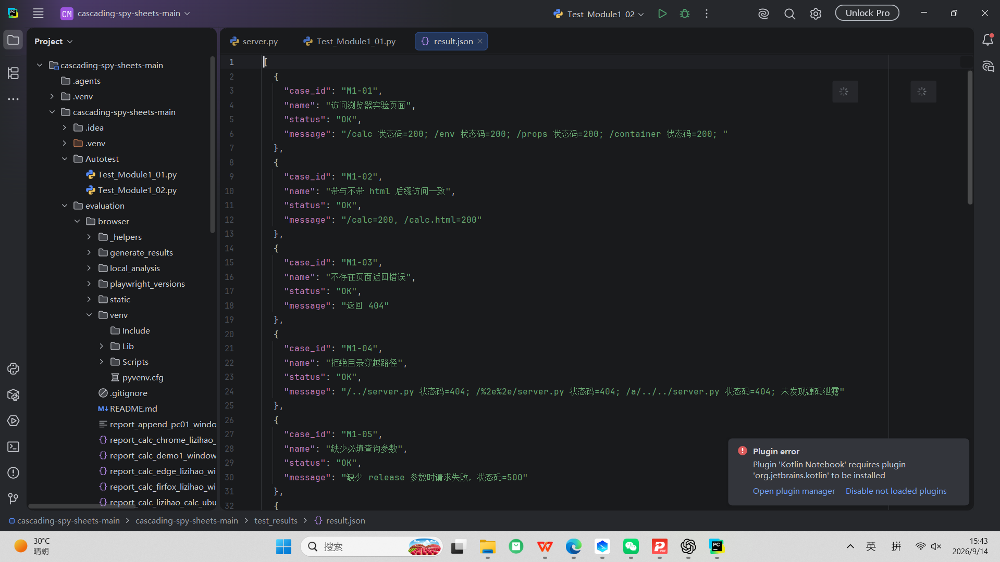 PC
CM
cascading-spy-sheets-main
Test_Module1_02
Unlock Pro
Project
server.py
Test_Module1_01.py
{} result.json
cascading-spy-sheets-main
.agents
.venv
cascading-spy-sheets-main
.idea
.venv
Autotest
Test_Module1_01.py
Test_Module1_02.py
evaluation
browser
_helpers
generate_results
local_analysis
playwright_versions
static
venv
Include
Lib
Scripts
pyvenv.cfg
.gitignore
M↓ README.md
report_append_pc01_windo
{} report_calc_chrome_lizihao_
{} report_calc_demo1_window
{} report_calc_edge_lizihao_wi
{} report_calc_firfox_lizihao_wi
{} report_calc_lizihao_calc_ubu
1 [
2 {
3 "case_id": "M1-01",
4 "name": "访问浏览器实验页面",
5 "status": "OK",
6 "message": "/calc 状态码=200; /env 状态码=200; /props 状态码=200; /container 状态码=200; "
7 },
8 {
9 "case_id": "M1-02",
10 "name": "带与不带 html 后缀访问一致",
11 "status": "OK",
12 "message": "/calc=200, /calc.html=200"
13 },
14 {
15 "case_id": "M1-03",
16 "name": "不存在页面返回错误",
17 "status": "OK",
18 "message": "返回 404"
19 },
20 {
21 "case_id": "M1-04",
22 "name": "拒绝目录穿越路径",
23 "status": "OK",
24 "message": "/../server.py 状态码=404; /%2e%2e/server.py 状态码=404; /a/../../server.py 状态码=404; 未发现源码泄露"
25 },
26 {
27 "case_id": "M1-05",
28 "name": "缺少必填查询参数",
29 "status": "OK",
30 "message": "缺少 release 参数时请求失败，状态码=500"
31 },
32 {
Plugin error
Plugin 'Kotlin Notebook' requires plugin
'org.jetbrains.kotlin' to be installed
Open plugin manager Disable not loaded plugins
cascading-spy-sheets-main > cascading-spy-sheets-main > test_results > {} result.json
30°C
晴朗
搜索
PC
英
拼
15:43
2026/9/14